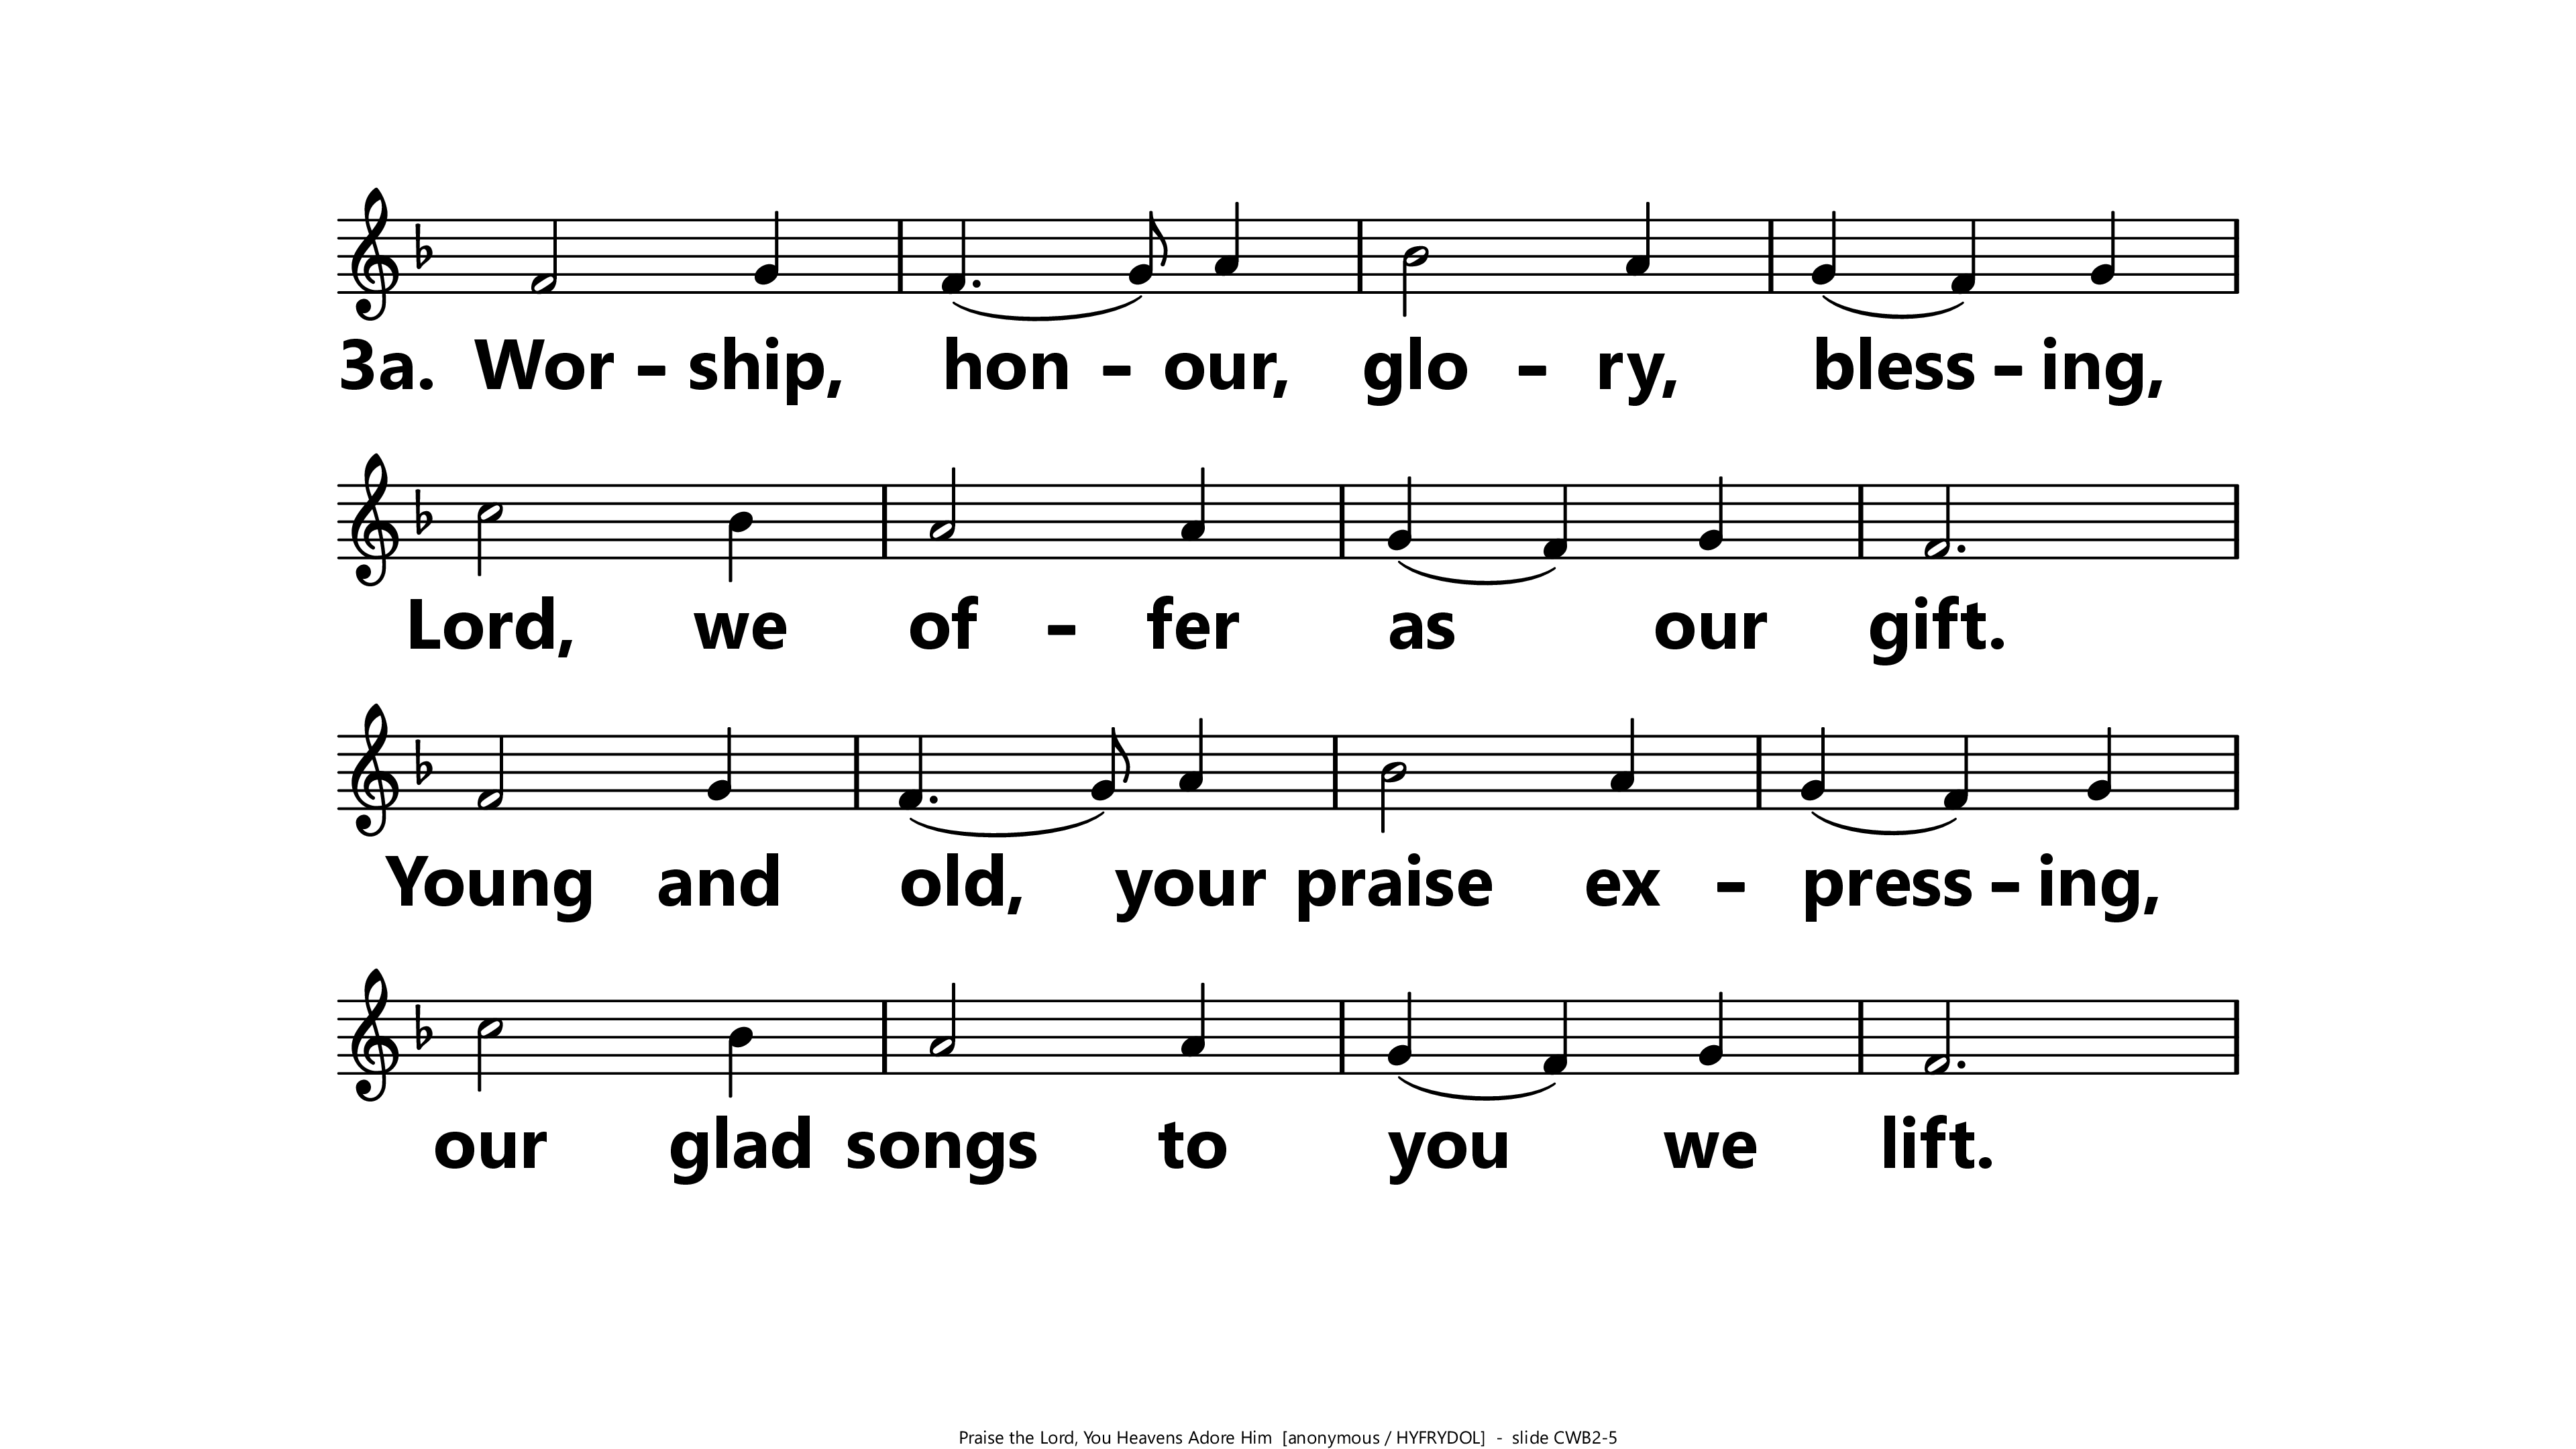 3a. Wor – ship, hon – our, glo – ry, bless – ing,
Lord, we of – fer as our gift.
Young and old, your praise ex – press – ing,
our glad songs to you we lift.
Praise the Lord, You Heavens Adore Him [anonymous / HYFRYDOL] - slide CWB2-5